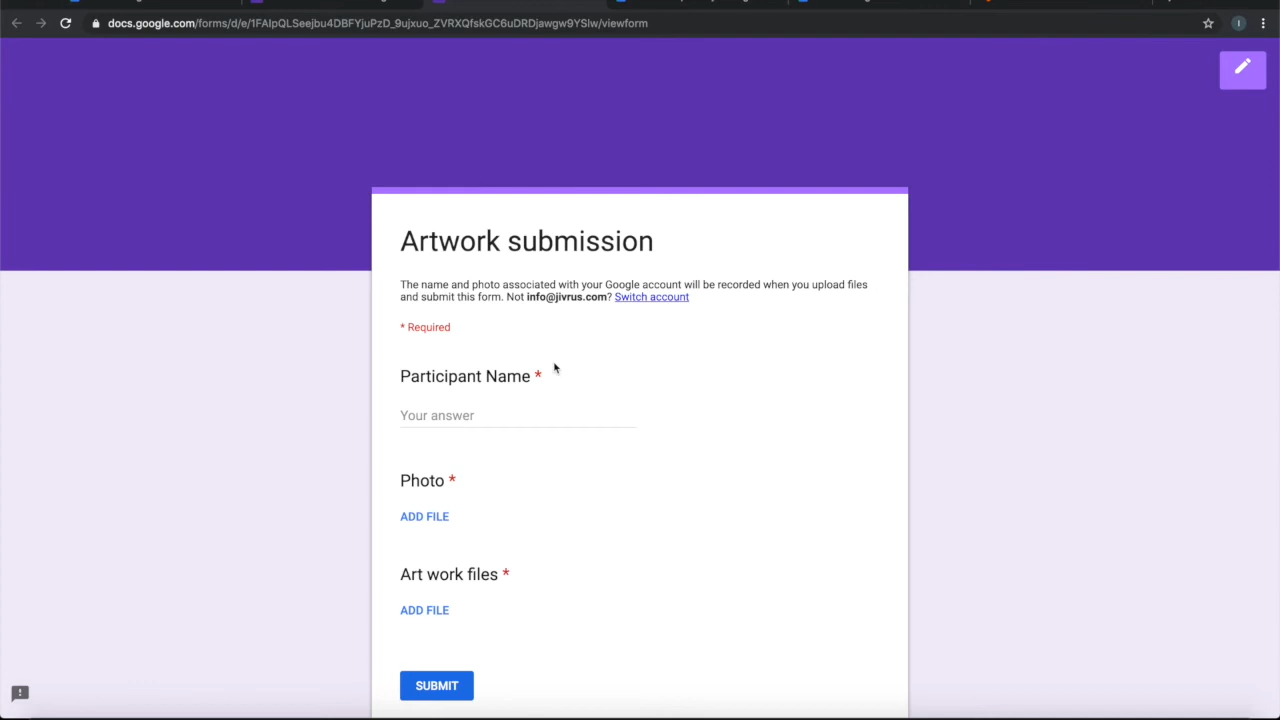 docs.google.com/forms/d/e/1FAIpQLSeejbu4DBFYjuPzD_9ujxuo_ZVRXQfskGC6uDRDjawgw9YSlw/viewform
I
Artwork submission
The name and photo associated with your Google account will be recorded when you upload files
and submit this form. Not info@jivrus.com? Switch account
* Required
Participant Name *
Your answer
Photo *
ADD FILE
Art work files *
ADD FILE
SUBMIT